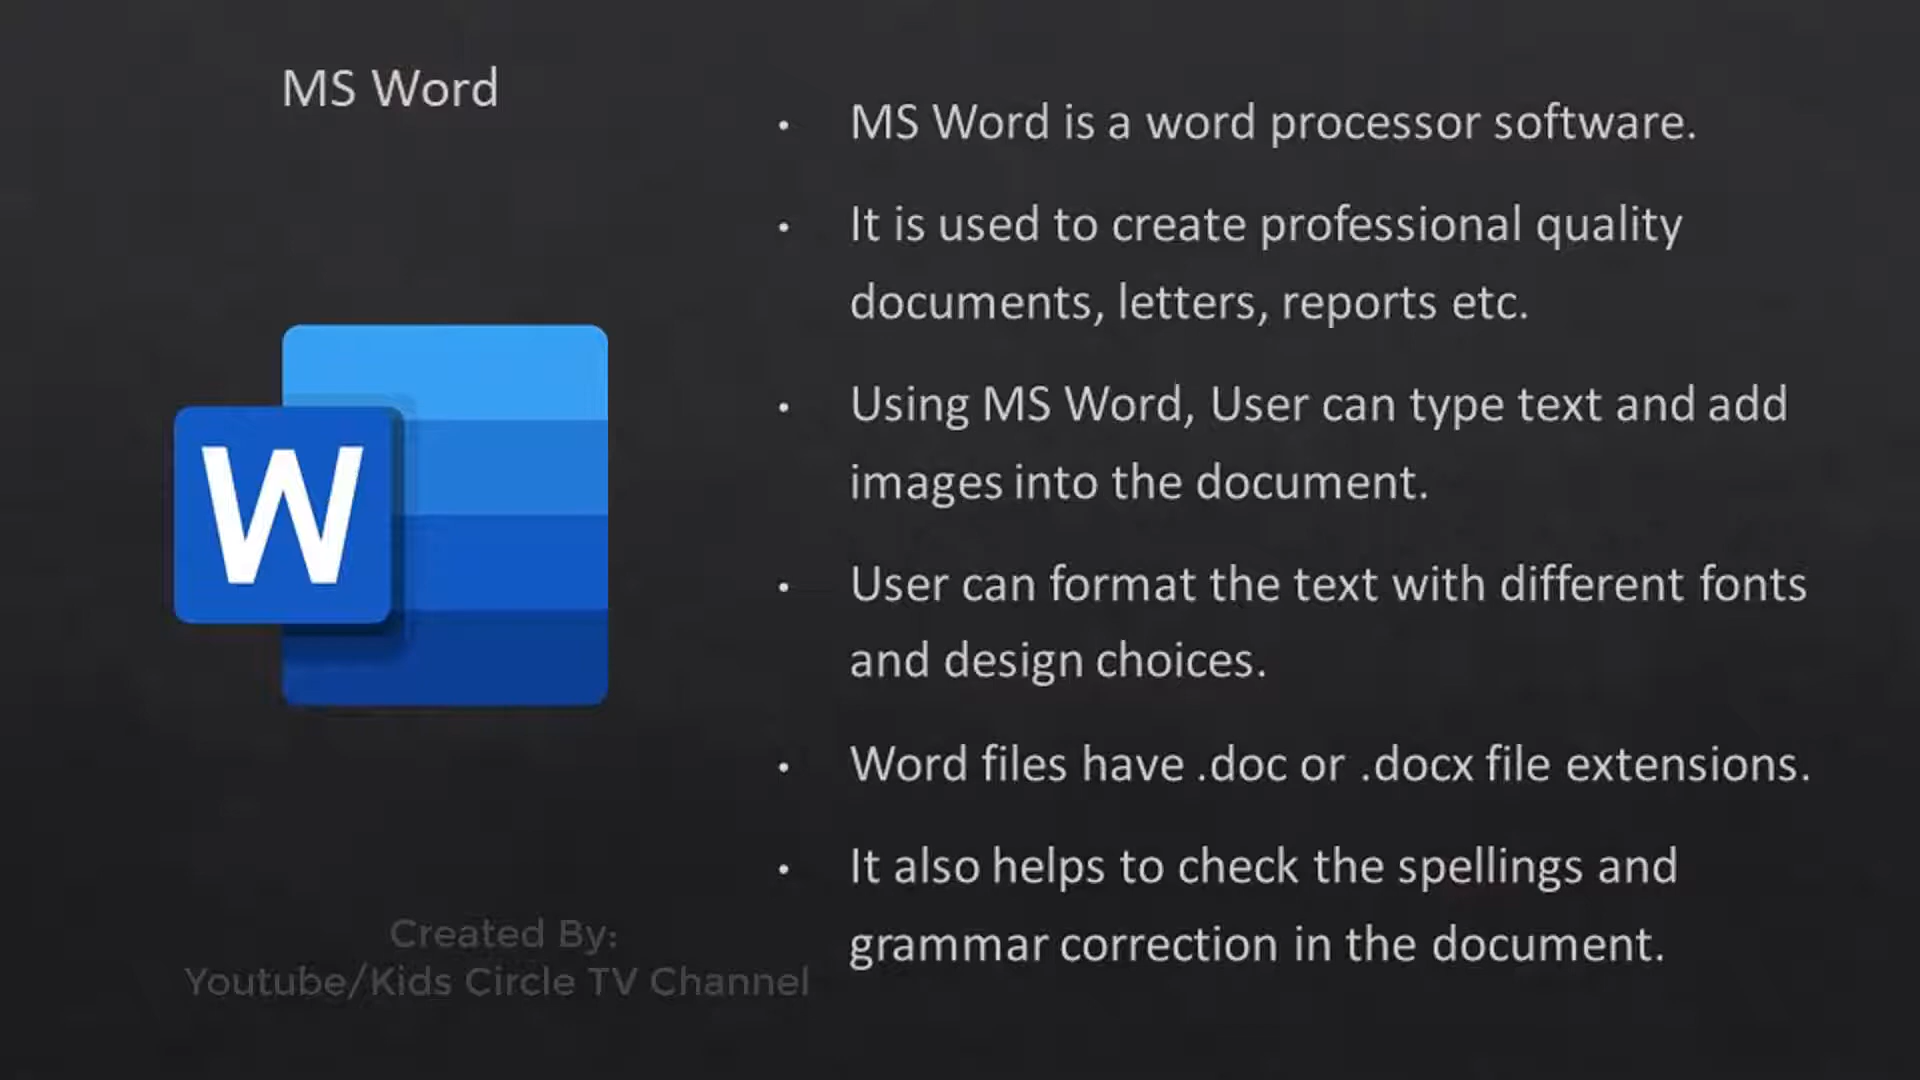 MS Word
W
• MS Word is a word processor software.
• It is used to create professional quality
documents, letters, reports etc.
• Using MS Word, User can type text and add
images into the document.
• User can format the text with different fonts
and design choices.
• Word files have .doc or .docx file extensions.
• It also helps to check the spellings and
grammar correction in the document.
Created By:
Youtube/Kids Circle TV Channel